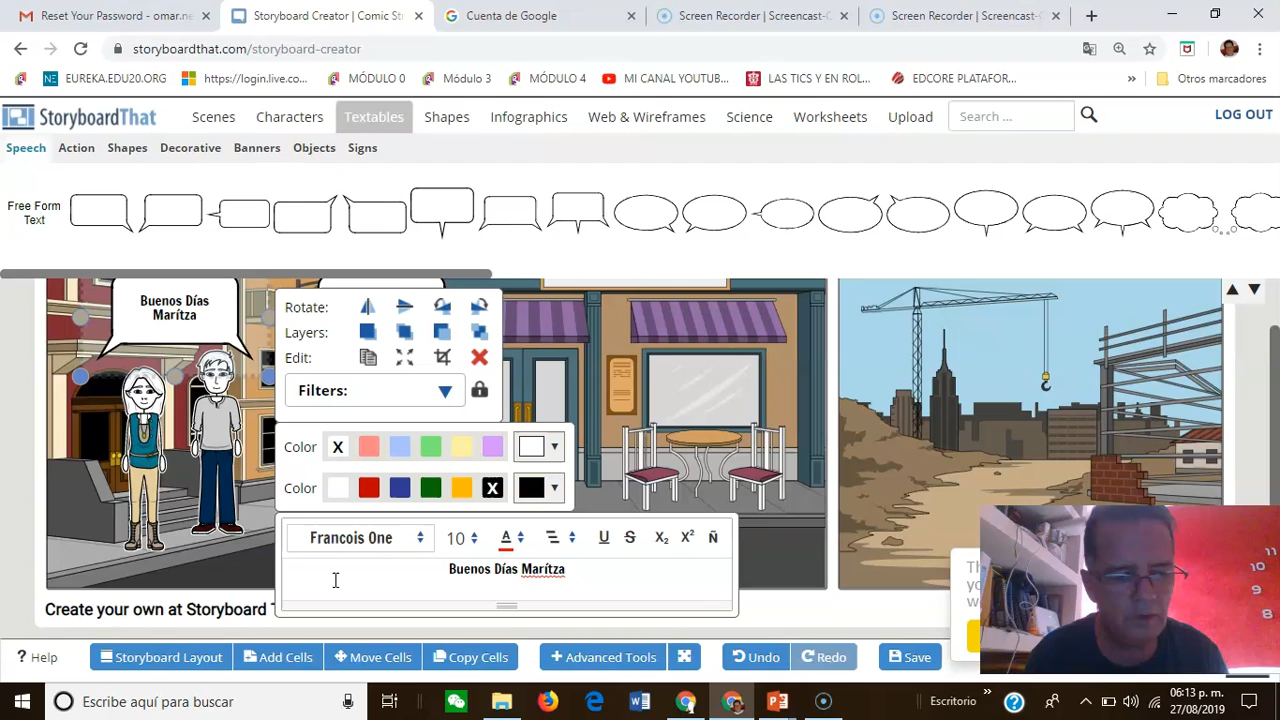 Reset Your Password - omar.ne
Storyboard Creator | Comic St
Cuenta de Google
Screen Recorder | Screencast-O
Screen Recorder | Screencast-O
storyboardthat.com/storyboard-creator
EUREKA.EDU20.ORG
https://login.live.co...
MÓDULO 0
Módulo 3
MÓDULO 4
MI CANAL YOUTUB...
LAS TICS Y EN ROL...
EDCORE PLATAFOR...
»
Otros marcadores
StoryboardThat
Scenes
Characters
Textables
Shapes
Infographics
Web & Wireframes
Science
Worksheets
Upload
Search ...
LOG OUT
Speech
Action
Shapes
Decorative
Banners
Objects
Signs
Free Form
Text
Buenos Días
Marítza
Rotate:
Layers:
Edit:
Filters:
Color X
Color X
Francois One
10
A
U
S
X₂
X²
Ñ
Buenos Días Marítza
Create your own at Storyboard T
11
10
9
8
? Help
Storyboard Layout
Add Cells
Move Cells
Copy Cells
+ Advanced Tools
Undo
Redo
Save
Escribe aquí para buscar
Escritorio
»
06:13 p. m.
27/08/2019